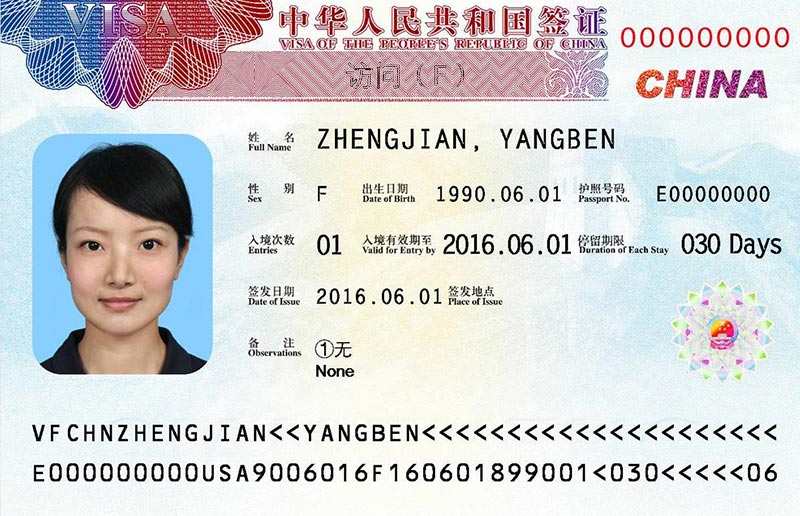 VISA
中华人民共和国签证
VISA OF THE PEOPLE'S REPUBLIC OF CHINA
000000000
访问（F）
CHINA
姓 名 ZHENGJIAN, YANGBEN
Full Name
性 别 F 出生日期 1990.06.01 护照号码 E00000000
Sex Date of Birth Passport No.
入境次数 01 入境有效期至 2016.06.01 停留期限 030 Days
Entries Valid for Entry by Duration of Each Stay
签发日期 2016.06.01 签发地点
Date of Issue Place of Issue
备 注 ①无
Observations None
VFCHNZHENGJIAN<<YANGBEN<<<<<<<<<<<<<<<<<<<<<
E000000000USA9006016F160601899001<030<<<<<06